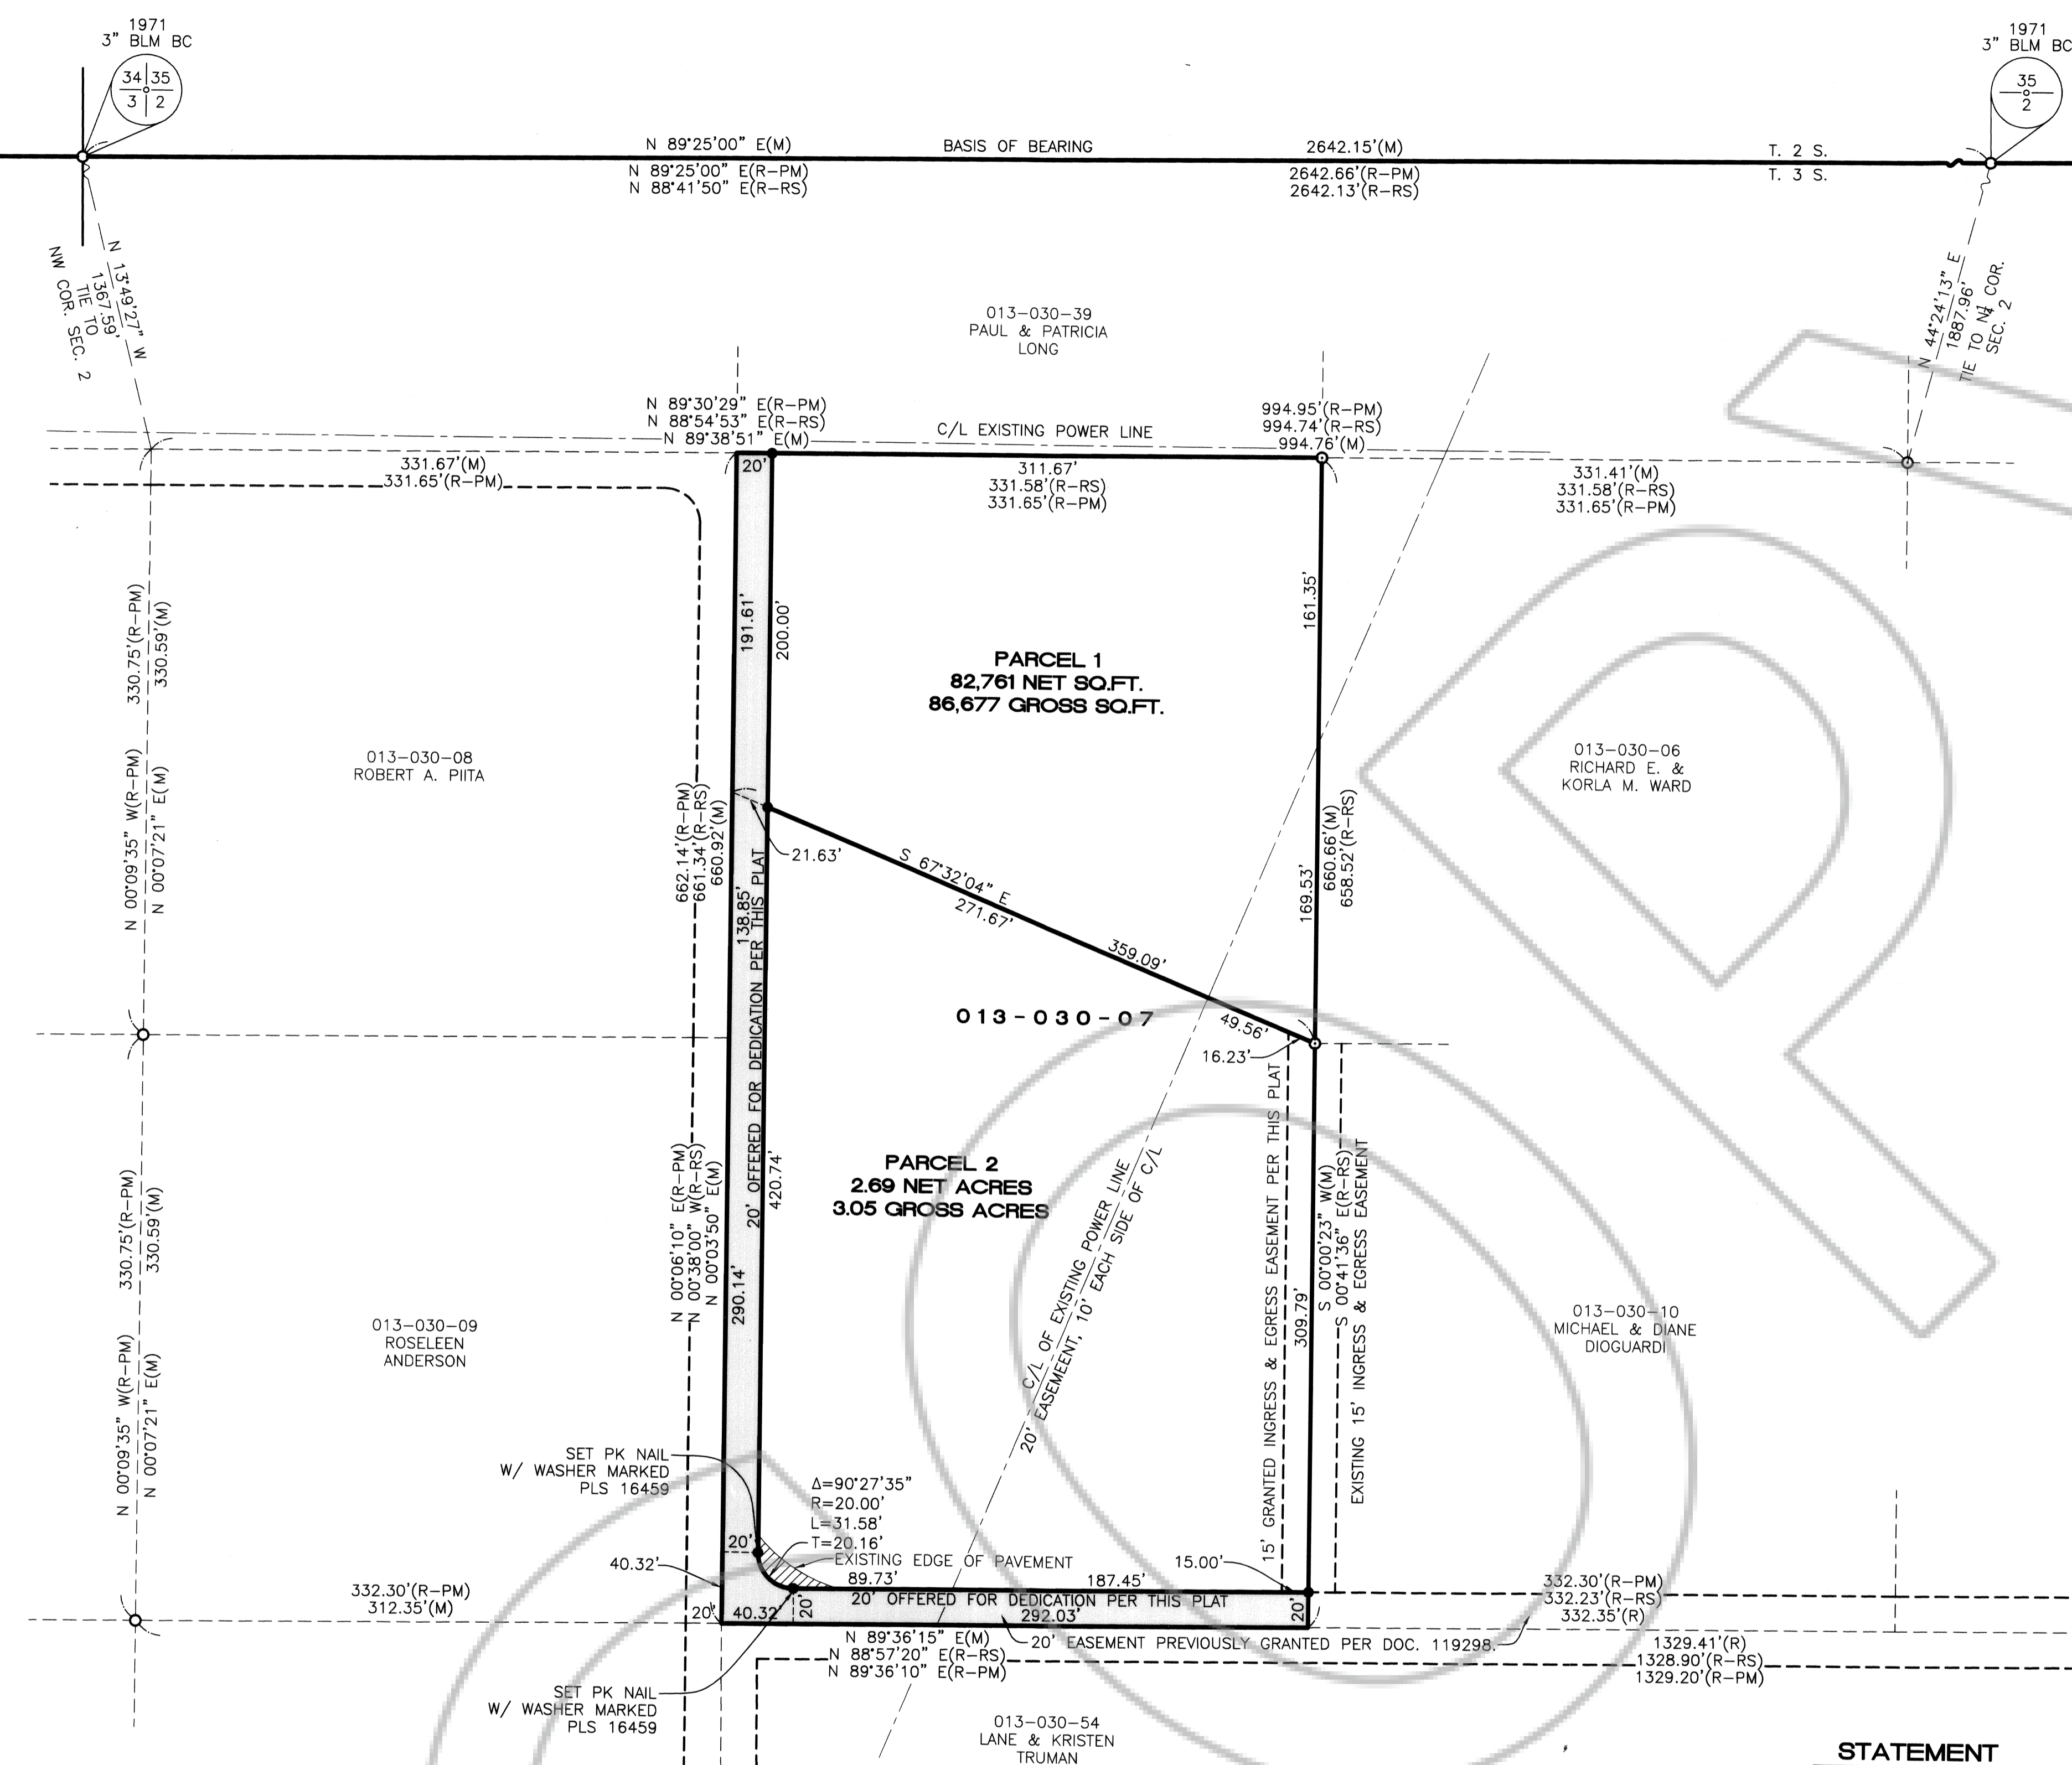 1971
3" BLM BC
34 35
3 2
1971
3" BLM BC
35
2
N 89°25'00" E(M)
BASIS OF BEARING
2642.15'(M)
T. 2 S.
N 89°25'00" E(R-PM)
N 88°41'50" E(R-RS)
2642.66'(R-PM)
2642.13'(R-RS)
T. 3 S.
N 13°49'27" W
1367.59'
TIE TO
NW COR. SEC. 2
N 44°24'13" E
1887.96'
TIE TO N¼ COR.
SEC. 2
013-030-39
PAUL & PATRICIA
LONG
N 89°30'29" E(R-PM)
N 88°54'53" E(R-RS)
N 89°38'51" E(M)
C/L EXISTING POWER LINE
994.95'(R-PM)
994.74'(R-RS)
994.76'(M)
331.67'(M)
331.65'(R-PM)
20'
311.67'
331.58'(R-RS)
331.65'(R-PM)
331.41'(M)
331.58'(R-RS)
331.65'(R-PM)
330.75'(R-PM)
330.59'(M)
191.61'
200.00'
161.35'
PARCEL 1
82,761 NET SQ.FT.
86,677 GROSS SQ.FT.
013-030-08
ROBERT A. PIITA
013-030-06
RICHARD E. &
KORLA M. WARD
N 00°09'35" W(R-PM)
N 00°07'21" E(M)
662.14'(R-PM)
661.34'(R-RS)
660.92'(M)
138.85'
21.63'
S 67°32'04" E
271.67'
359.09'
49.56'
16.23'
169.53'
660.66'(M)
658.52'(R-RS)
013-030-07
20' OFFERED FOR DEDICATION PER THIS PLAT
420.74'
290.14'
PARCEL 2
2.69 NET ACRES
3.05 GROSS ACRES
N 00°06'10" E(R-PM)
N 00°38'00" W(R-RS)
N 00°03'50" E(M)
330.75'(R-PM)
330.59'(M)
N 00°09'35" W(R-PM)
N 00°07'21" E(M)
013-030-09
ROSELEEN
ANDERSON
C/L OF EXISTING POWER LINE
20' EASEMEENT, 10' EACH SIDE OF C/L
15' GRANTED INGRESS & EGRESS EASEMENT PER THIS PLAT
309.79'
S 00°00'23" W(M)
S 00°41'36" E(R-RS)
EXISTING 15' INGRESS & EGRESS EASEMENT
013-030-10
MICHAEL & DIANE
DIOGUARDI
SET PK NAIL
W/ WASHER MARKED
PLS 16459
Δ=90°27'35"
R=20.00'
L=31.58'
T=20.16'
20'
EXISTING EDGE OF PAVEMENT
40.32'
89.73'
187.45'
15.00'
332.30'(R-PM)
312.35'(M)
20'
40.32'
20'
20' OFFERED FOR DEDICATION PER THIS PLAT
292.03'
20'
332.30'(R-PM)
332.23'(R-RS)
332.35'(R)
N 89°36'15" E(M)
N 88°57'20" E(R-RS)
N 89°36'10" E(R-PM)
20' EASEMENT PREVIOUSLY GRANTED PER DOC. 119298.
1329.41'(R)
1328.90'(R-RS)
1329.20'(R-PM)
SET PK NAIL
W/ WASHER MARKED
PLS 16459
013-030-54
LANE & KRISTEN
TRUMAN
STATEMENT